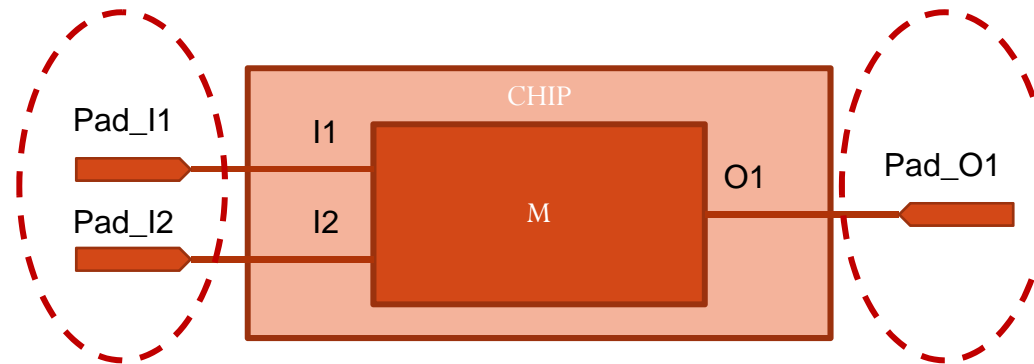 CHIP
Pad_I1
I1
Pad_O1
O1
Pad_I2
I2
M